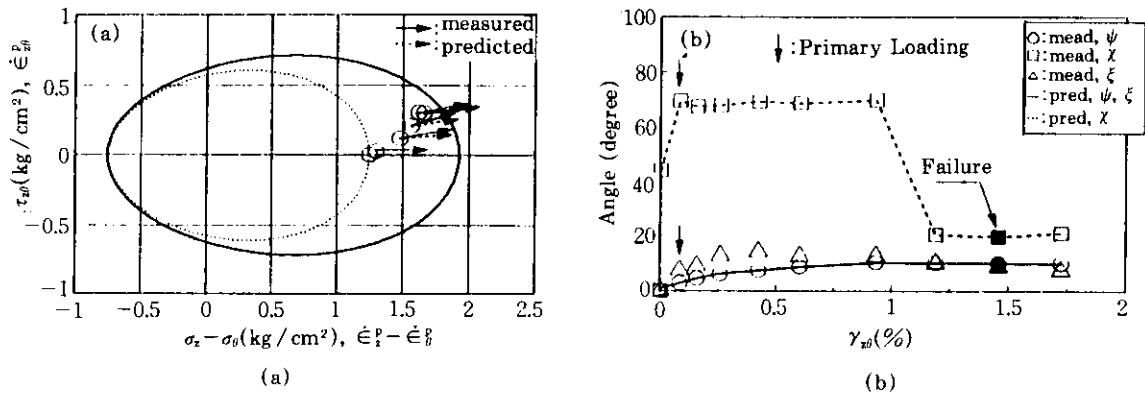 (a)
→:measured
:predicted
1
0.5
0
−0.5
−1
−1
−0.5
0
0.5
1
1.5
2
2.5
τzθ(kg/cm²), ε̇ᵖzθ
σz−σθ(kg/cm²), ε̇ᵖz−ε̇ᵖθ
(a)
(b)
↓:Primary Loading
○:mead, ψ
□:mead, χ
△:mead, ξ
—:pred, ψ, ξ
:pred, χ
Failure
100
80
60
40
20
0
0
0.5
1
1.5
2
Angle (degree)
γzθ(%)
(b)